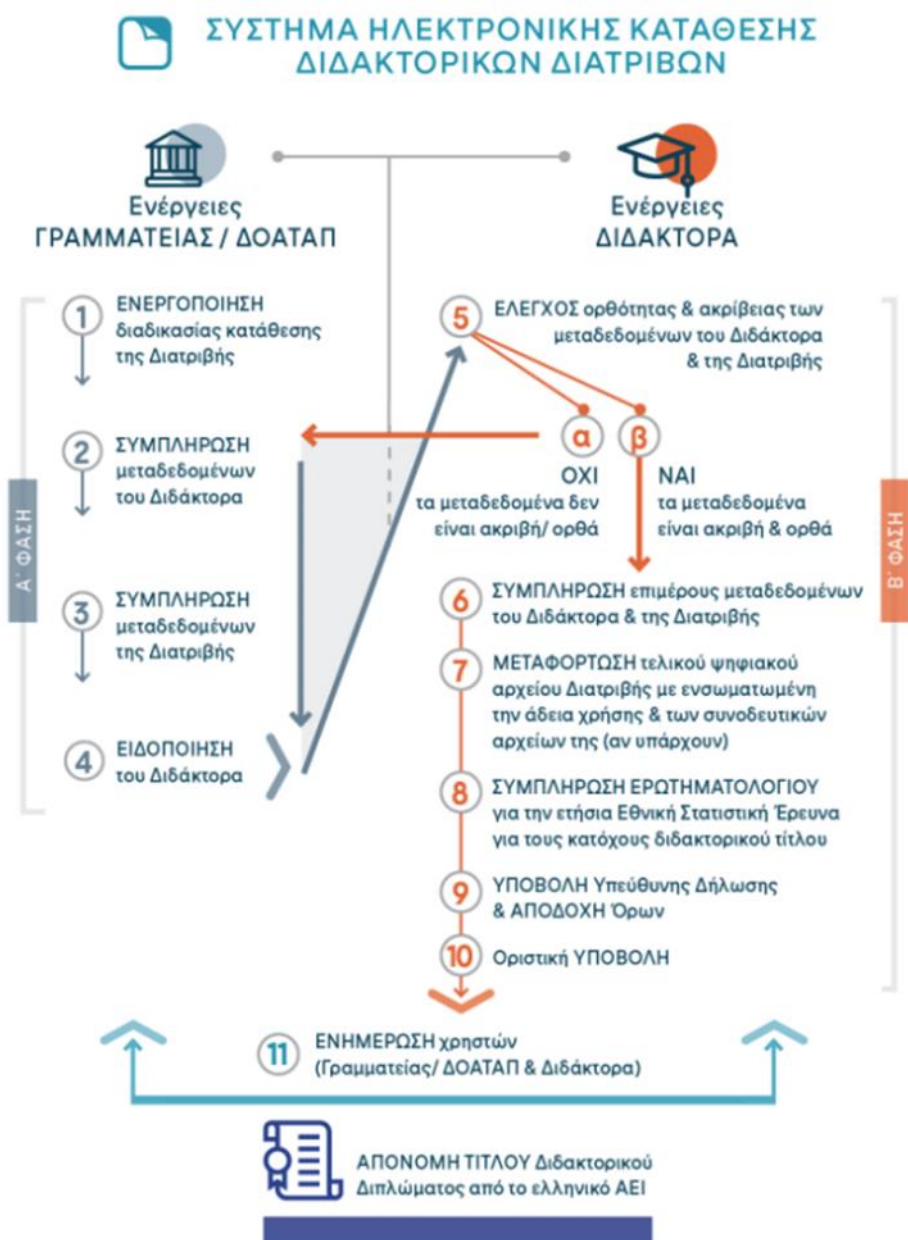 ΣΥΣΤΗΜΑ ΗΛΕΚΤΡΟΝΙΚΗΣ ΚΑΤΑΘΕΣΗΣ
ΔΙΔΑΚΤΟΡΙΚΩΝ ΔΙΑΤΡΙΒΩΝ
Ενέργειες
ΓΡΑΜΜΑΤΕΙΑΣ / ΔΟΑΤΑΠ
Ενέργειες
ΔΙΔΑΚΤΟΡΑ
Α΄ ΦΑΣΗ
1
ΕΝΕΡΓΟΠΟΙΗΣΗ
διαδικασίας κατάθεσης
της Διατριβής
2
ΣΥΜΠΛΗΡΩΣΗ
μεταδεδομένων
του Διδάκτορα
3
ΣΥΜΠΛΗΡΩΣΗ
μεταδεδομένων
της Διατριβής
4
ΕΙΔΟΠΟΙΗΣΗ
του Διδάκτορα
Β΄ ΦΑΣΗ
5
ΕΛΕΓΧΟΣ ορθότητας & ακρίβειας των
μεταδεδομένων του Διδάκτορα
& της Διατριβής
α
ΟΧΙ
τα μεταδεδομένα δεν
είναι ακριβή/ ορθά
β
ΝΑΙ
τα μεταδεδομένα
είναι ακριβή & ορθά
6
ΣΥΜΠΛΗΡΩΣΗ επιμέρους μεταδεδομένων
του Διδάκτορα & της Διατριβής
7
ΜΕΤΑΦΟΡΤΩΣΗ τελικού ψηφιακού
αρχείου Διατριβής με ενσωματωμένη
την άδεια χρήσης & των συνοδευτικών
αρχείων της (αν υπάρχουν)
8
ΣΥΜΠΛΗΡΩΣΗ ΕΡΩΤΗΜΑΤΟΛΟΓΙΟΥ
για την ετήσια Εθνική Στατιστική Έρευνα
για τους κατόχους διδακτορικού τίτλου
9
ΥΠΟΒΟΛΗ Υπεύθυνης Δήλωσης
& ΑΠΟΔΟΧΗ Όρων
10
Οριστική ΥΠΟΒΟΛΗ
11
ΕΝΗΜΕΡΩΣΗ χρηστών
(Γραμματείας/ ΔΟΑΤΑΠ & Διδάκτορα)
ΑΠΟΝΟΜΗ ΤΙΤΛΟΥ Διδακτορικού
Διπλώματος από το ελληνικό ΑΕΙ